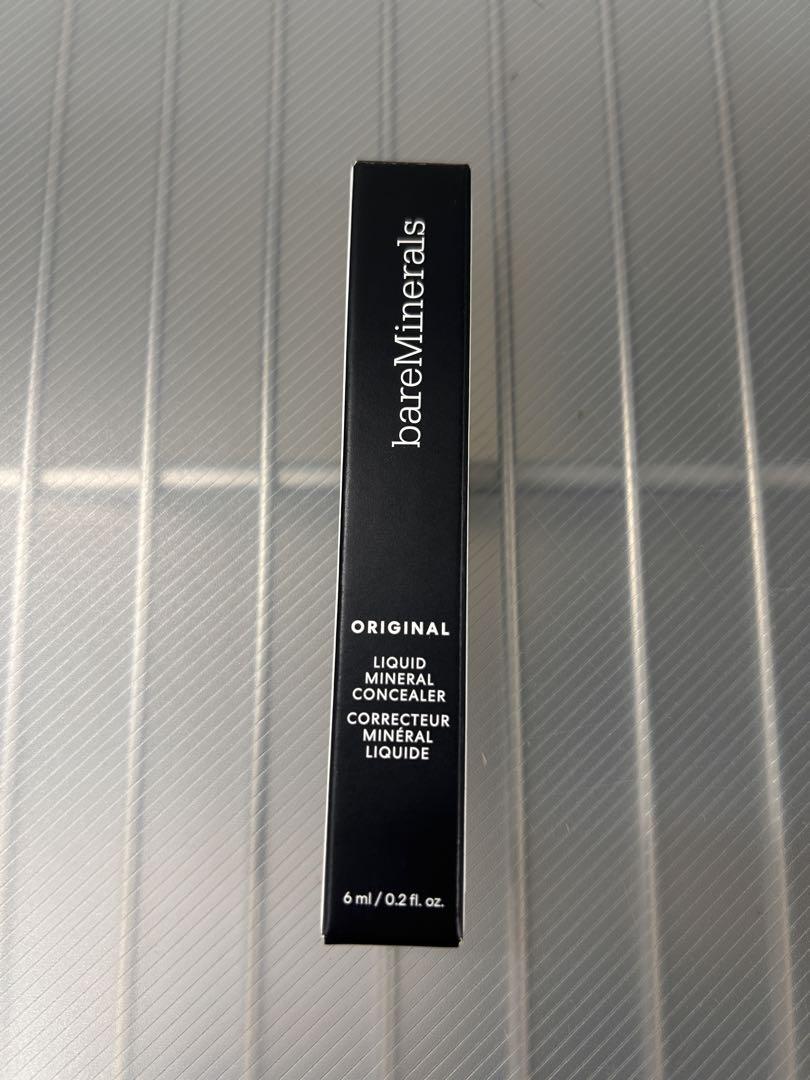 bareMinerals
ORIGINAL
LIQUID
MINERAL
CONCEALER
CORRECTEUR
MINÉRAL
LIQUIDE
6 ml / 0.2 fl. oz.